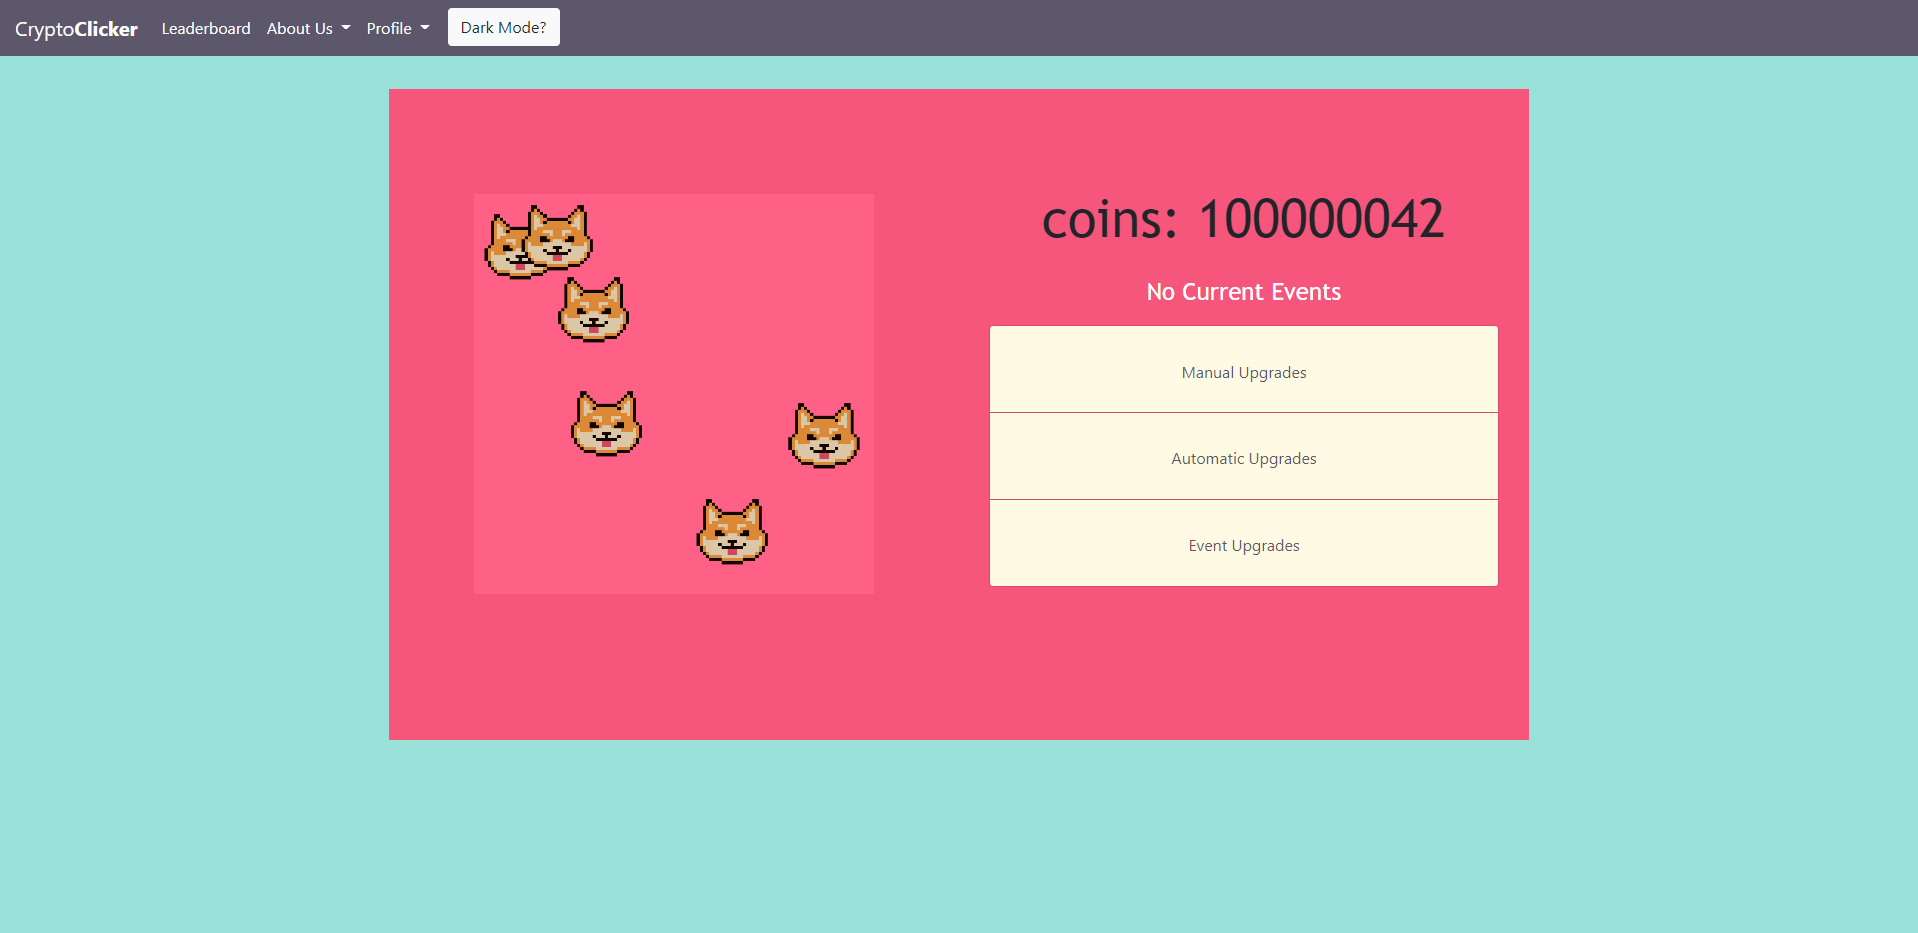 CryptoClicker Leaderboard About Us Profile Dark Mode?
coins: 100000042
No Current Events
Manual Upgrades
Automatic Upgrades
Event Upgrades